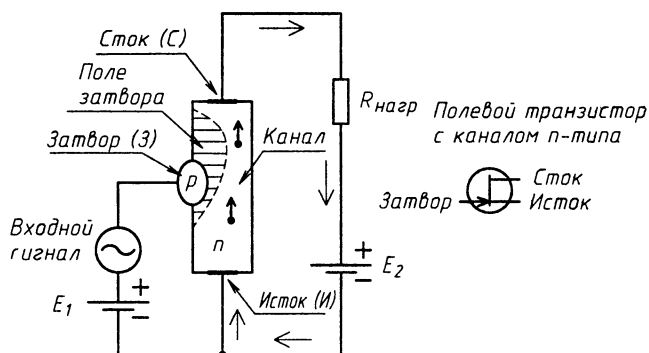 Сток (С)
Поле
затвора
Затвор (З)
Канал
Rнагр
Полевой транзистор
с каналом n-типа
p
Сток
Затвор
Исток
Входной
сигнал
n
+
E2
−
+
E1
−
Исток (И)